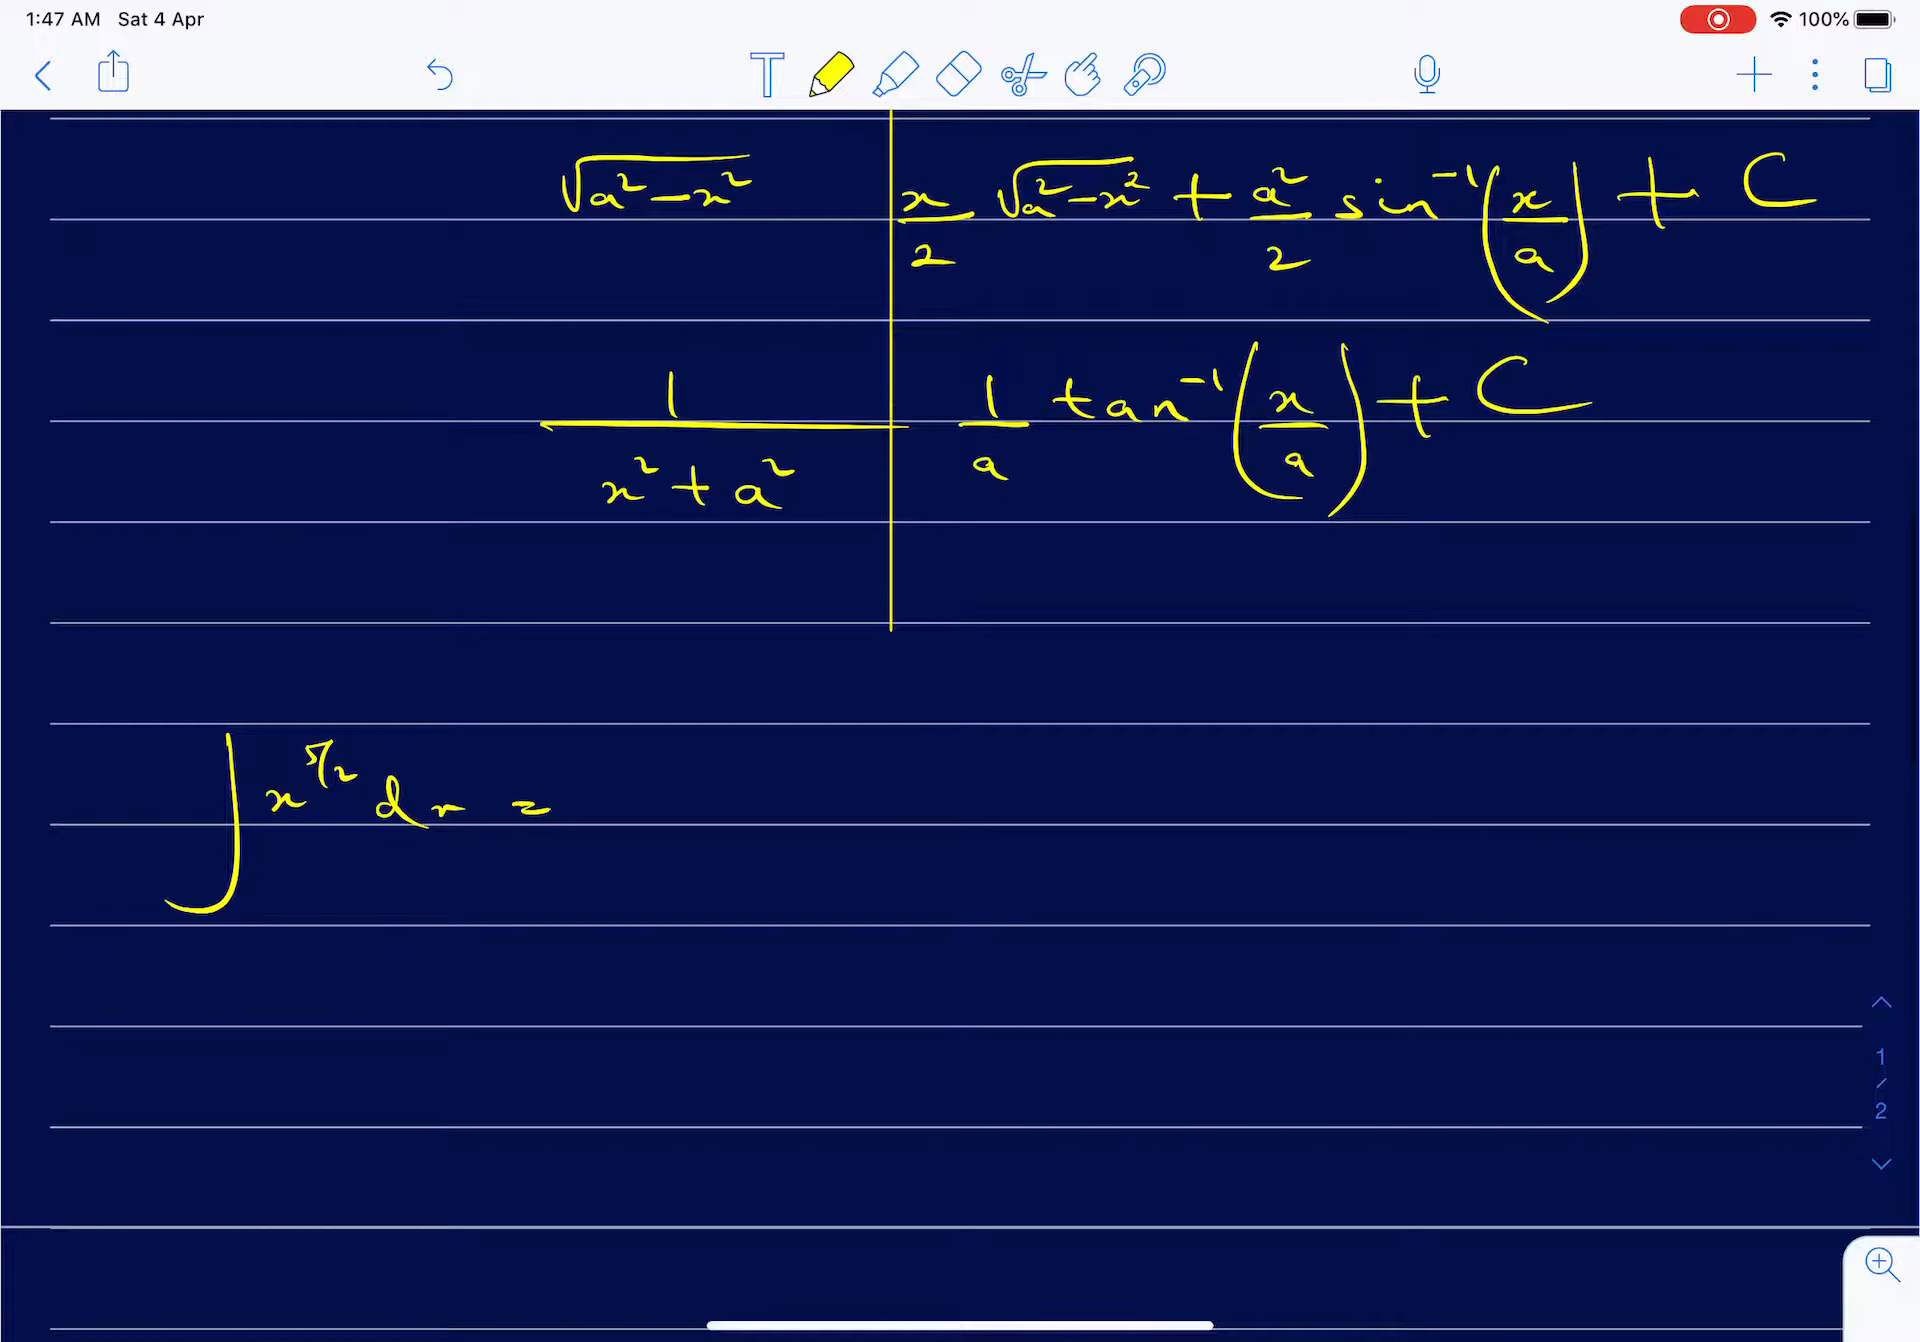 1:47 AM Sat 4 Apr 100%
√(a² − x²) x/2 √(a² − x²) + a²/2 sin⁻¹(x/a) + C
1/(x² + a²) 1/a tan⁻¹(x/a) + C
∫ x^(5/2) dx =
1/2